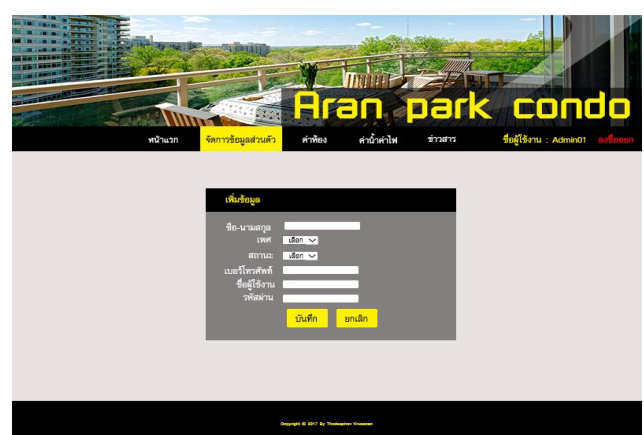 Aran park condo
หน้าแรก จัดการข้อมูลส่วนตัว ค่าห้อง ค่าน้ำค่าไฟ ข่าวสาร ชื่อผู้ใช้งาน : Admin01 ลงชื่อออก
เพิ่มข้อมูล
ชื่อ-นามสกุล
เพศ เลือก
สถานะ เลือก
เบอร์โทรศัพท์
ชื่อผู้ใช้งาน
รหัสผ่าน
บันทึก ยกเลิก
Copyright © 2017 By